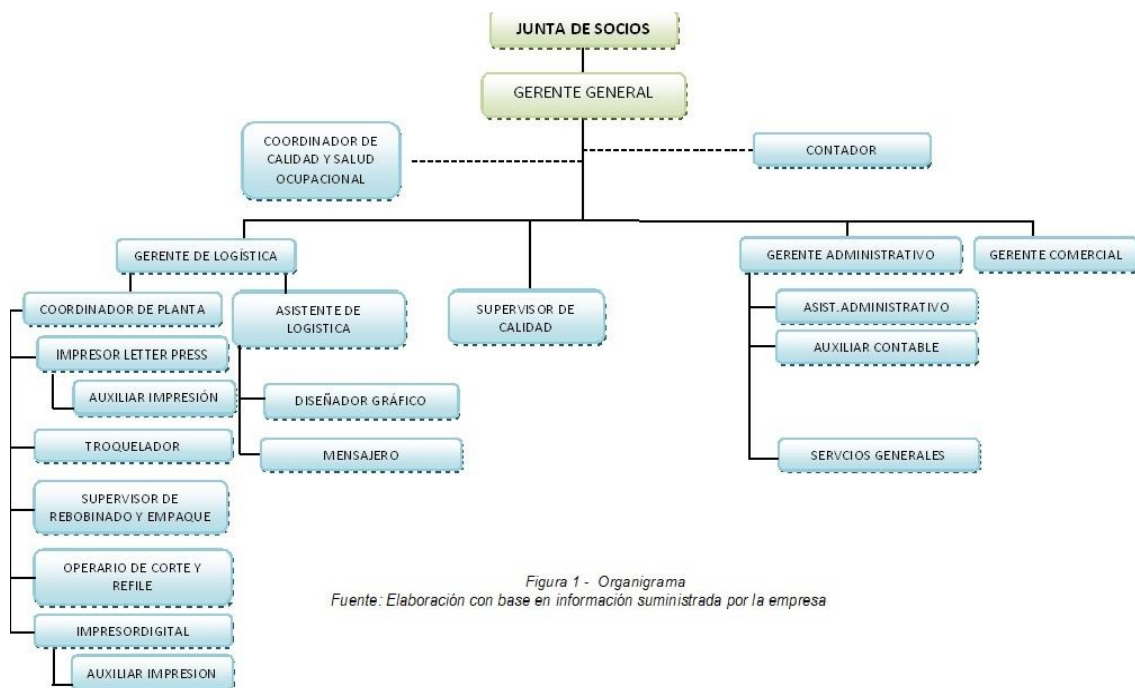 JUNTA DE SOCIOS
GERENTE GENERAL
COORDINADOR DE
CALIDAD Y SALUD
OCUPACIONAL
CONTADOR
GERENTE DE LOGÍSTICA
GERENTE ADMINISTRATIVO
GERENTE COMERCIAL
COORDINADOR DE PLANTA
ASISTENTE DE
LOGISTICA
SUPERVISOR DE
CALIDAD
ASIST.ADMINISTRATIVO
IMPRESOR LETTER PRESS
AUXILIAR CONTABLE
AUXILIAR IMPRESIÓN
DISEÑADOR GRÁFICO
TROQUELADOR
MENSAJERO
SERVCIOS GENERALES
SUPERVISOR DE
REBOBINADO Y EMPAQUE
OPERARIO DE CORTE Y
REFILE
IMPRESORDIGITAL
AUXILIAR IMPRESION
Figura 1 - Organigrama
Fuente: Elaboración con base en información suministrada por la empresa